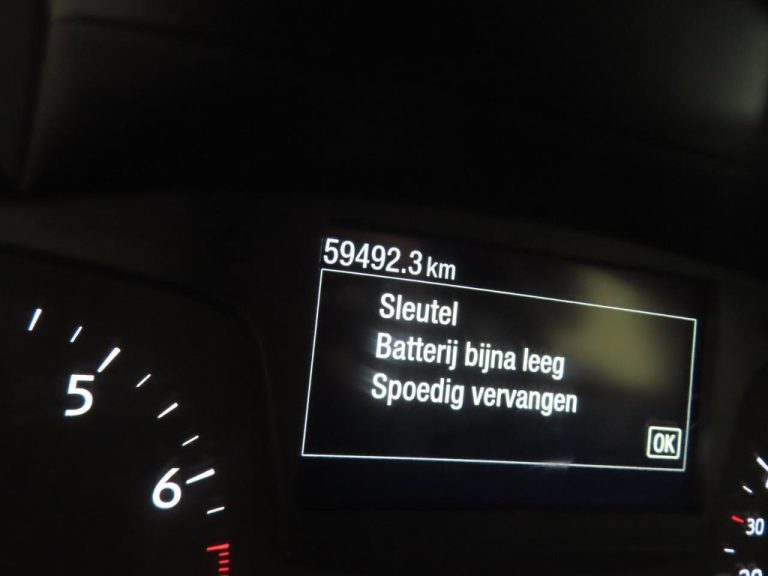 59492.3 km
Sleutel
Batterij bijna leeg
Spoedig vervangen
OK
5
6
30